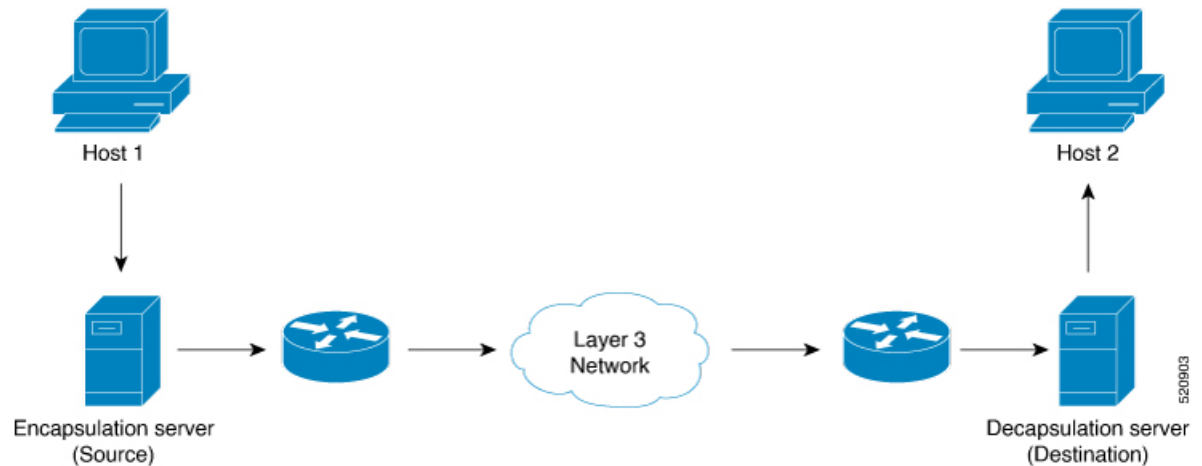 Host 1
Host 2
Layer 3
Network
Encapsulation server
(Source)
Decapsulation server
(Destination)
520903